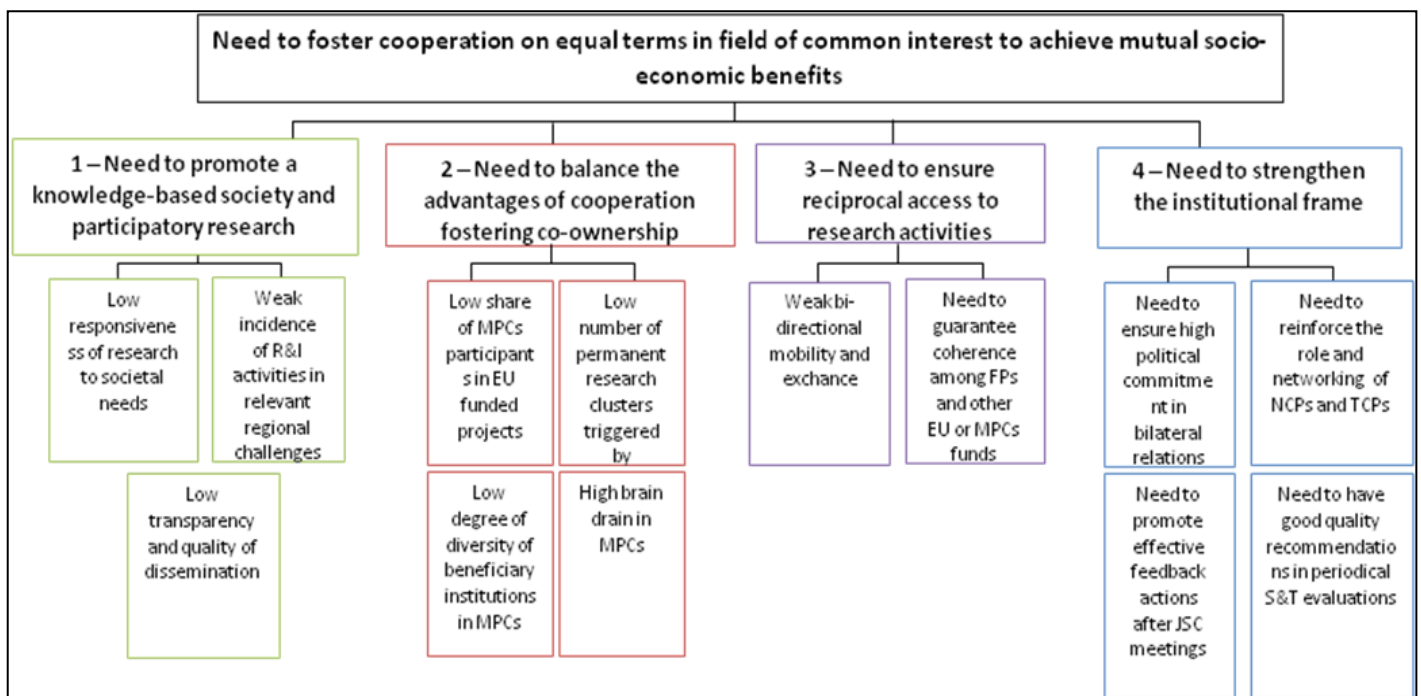 Need to foster cooperation on equal terms in field of common interest to achieve mutual socio-
economic benefits
1 – Need to promote a
knowledge-based society and
participatory research
2 – Need to balance the
advantages of cooperation
fostering co-ownership
3 – Need to ensure
reciprocal access to
research activities
4 – Need to strengthen
the institutional frame
Low
responsivene
ss of research
to societal
needs
Weak
incidence
of R&I
activities in
relevant
regional
challenges
Low
transparency
and quality of
dissemination
Low share
of MPCs
participant
s in EU
funded
projects
Low
number of
permanent
research
clusters
triggered
by
Low
degree of
diversity of
beneficiary
institutions
in MPCs
High brain
drain in
MPCs
Weak bi-
directional
mobility and
exchance
Need to
guarantee
coherence
among FPs
and other
EU or MPCs
funds
Need to
ensure high
political
commitme
nt in
bilateral
relations
Need to
reinforce the
role and
networking of
NCPs and TCPs
Need to
promote
effective
feedback
actions
after JSC
meetings
Need to have
good quality
recommendatio
ns in periodical
S&T evaluations